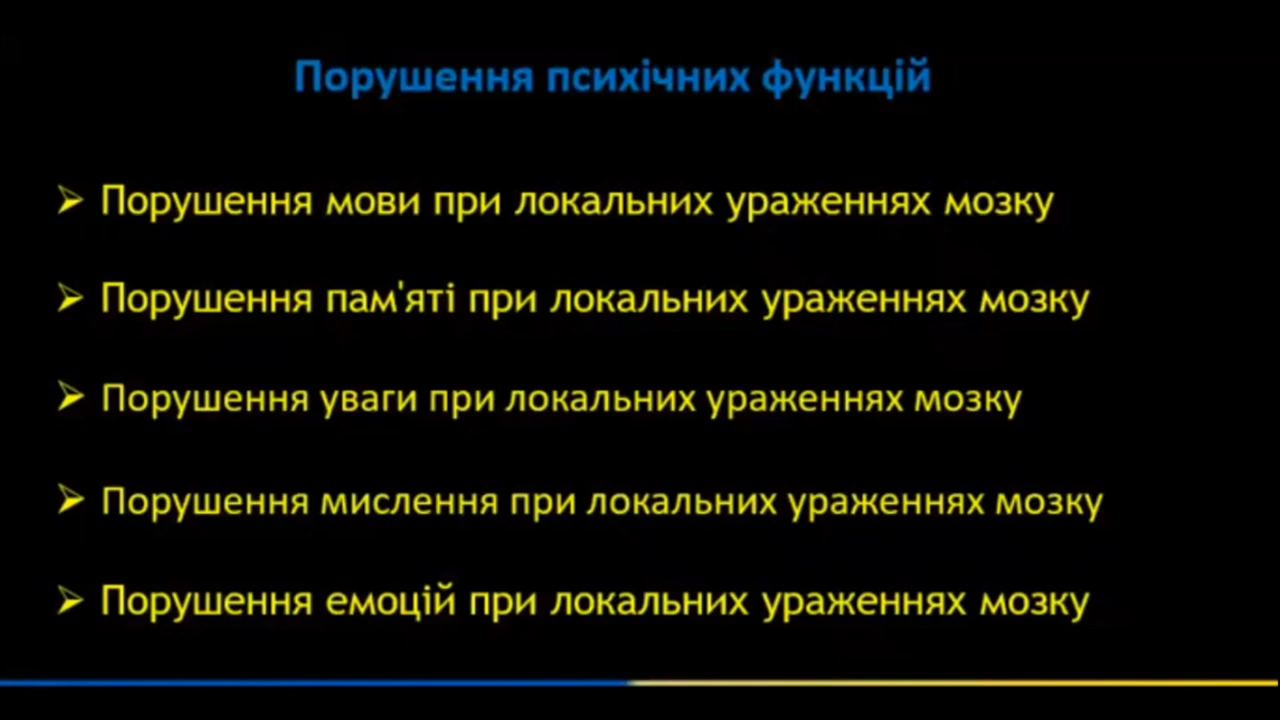 Порушення психічних функцій
➢ Порушення мови при локальних ураженнях мозку
➢ Порушення пам'яті при локальних ураженнях мозку
➢ Порушення уваги при локальних ураженнях мозку
➢ Порушення мислення при локальних ураженнях мозку
➢ Порушення емоцій при локальних ураженнях мозку